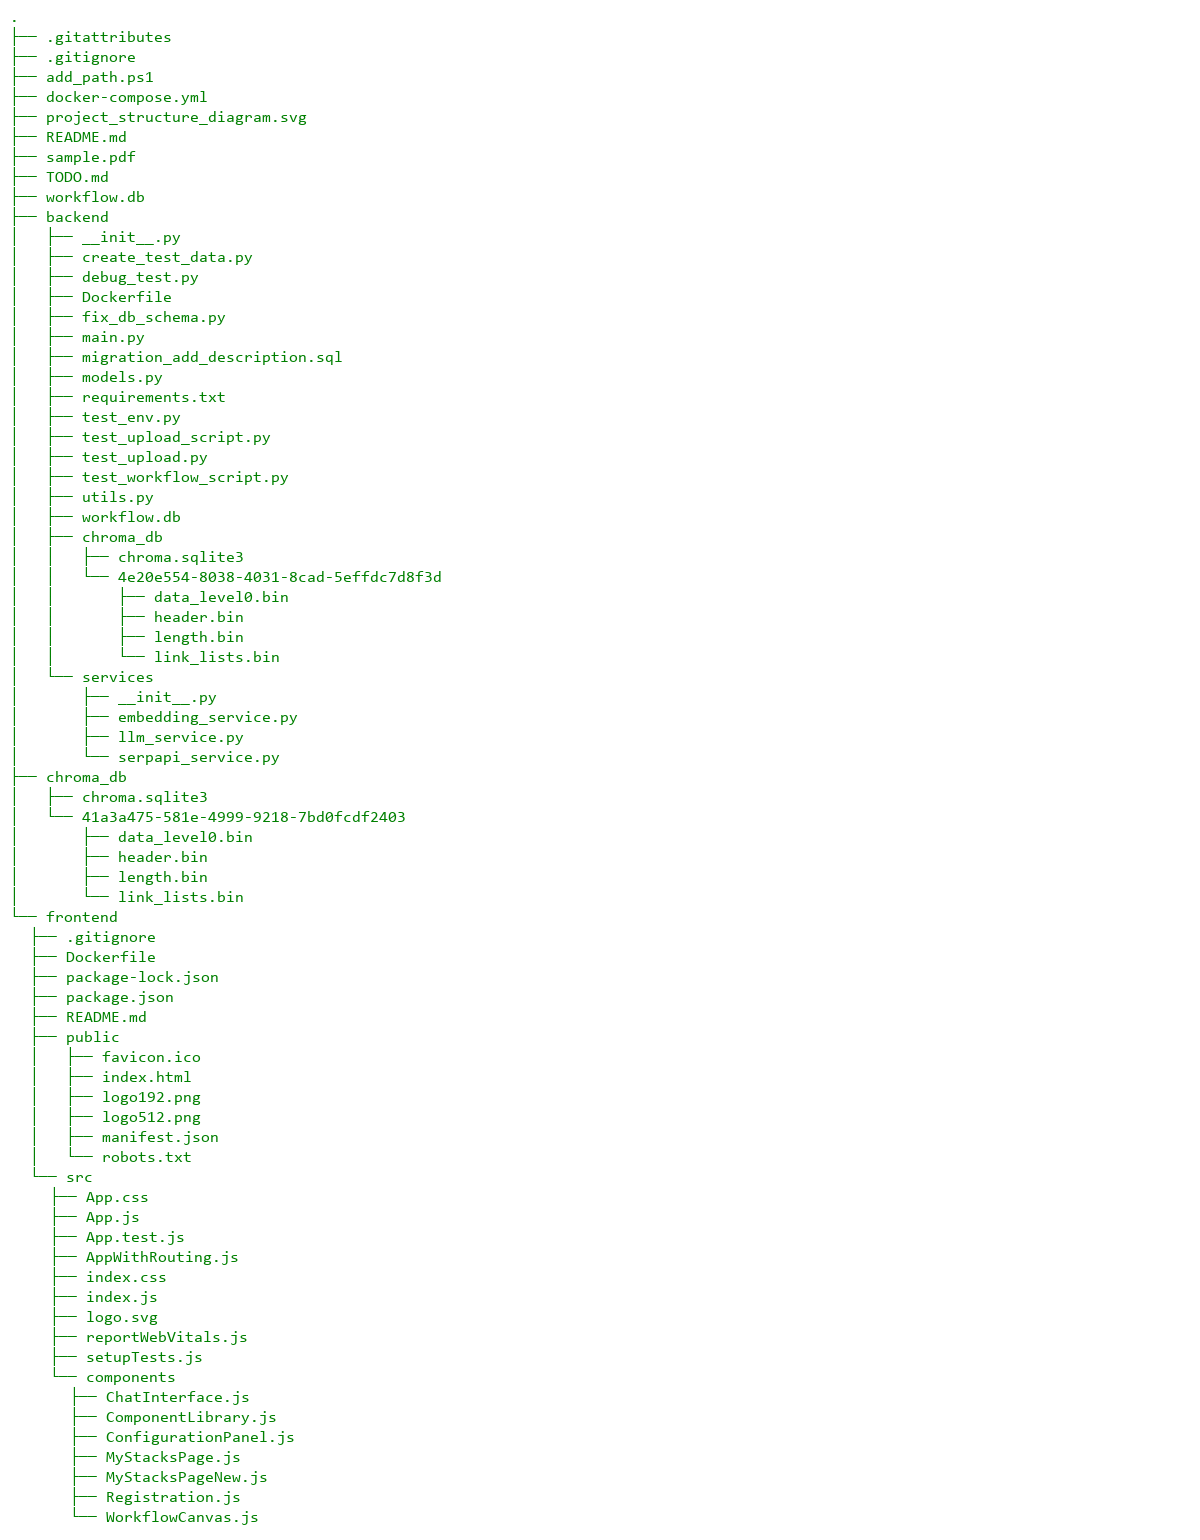 .
├── .gitattributes
├── .gitignore
├── add_path.ps1
├── docker-compose.yml
├── project_structure_diagram.svg
├── README.md
├── sample.pdf
├── TODO.md
├── workflow.db
├── backend
│   ├── __init__.py
│   ├── create_test_data.py
│   ├── debug_test.py
│   ├── Dockerfile
│   ├── fix_db_schema.py
│   ├── main.py
│   ├── migration_add_description.sql
│   ├── models.py
│   ├── requirements.txt
│   ├── test_env.py
│   ├── test_upload_script.py
│   ├── test_upload.py
│   ├── test_workflow_script.py
│   ├── utils.py
│   ├── workflow.db
│   ├── chroma_db
│   │   ├── chroma.sqlite3
│   │   └── 4e20e554-8038-4031-8cad-5effdc7d8f3d
│   │       ├── data_level0.bin
│   │       ├── header.bin
│   │       ├── length.bin
│   │       └── link_lists.bin
│   └── services
│       ├── __init__.py
│       ├── embedding_service.py
│       ├── llm_service.py
│       └── serpapi_service.py
├── chroma_db
│   ├── chroma.sqlite3
│   └── 41a3a475-581e-4999-9218-7bd0fcdf2403
│       ├── data_level0.bin
│       ├── header.bin
│       ├── length.bin
│       └── link_lists.bin
└── frontend
  ├── .gitignore
  ├── Dockerfile
  ├── package-lock.json
  ├── package.json
  ├── README.md
  ├── public
  │   ├── favicon.ico
  │   ├── index.html
  │   ├── logo192.png
  │   ├── logo512.png
  │   ├── manifest.json
  │   └── robots.txt
  └── src
    ├── App.css
    ├── App.js
    ├── App.test.js
    ├── AppWithRouting.js
    ├── index.css
    ├── index.js
    ├── logo.svg
    ├── reportWebVitals.js
    ├── setupTests.js
    └── components
      ├── ChatInterface.js
      ├── ComponentLibrary.js
      ├── ConfigurationPanel.js
      ├── MyStacksPage.js
      ├── MyStacksPageNew.js
      ├── Registration.js
      └── WorkflowCanvas.js